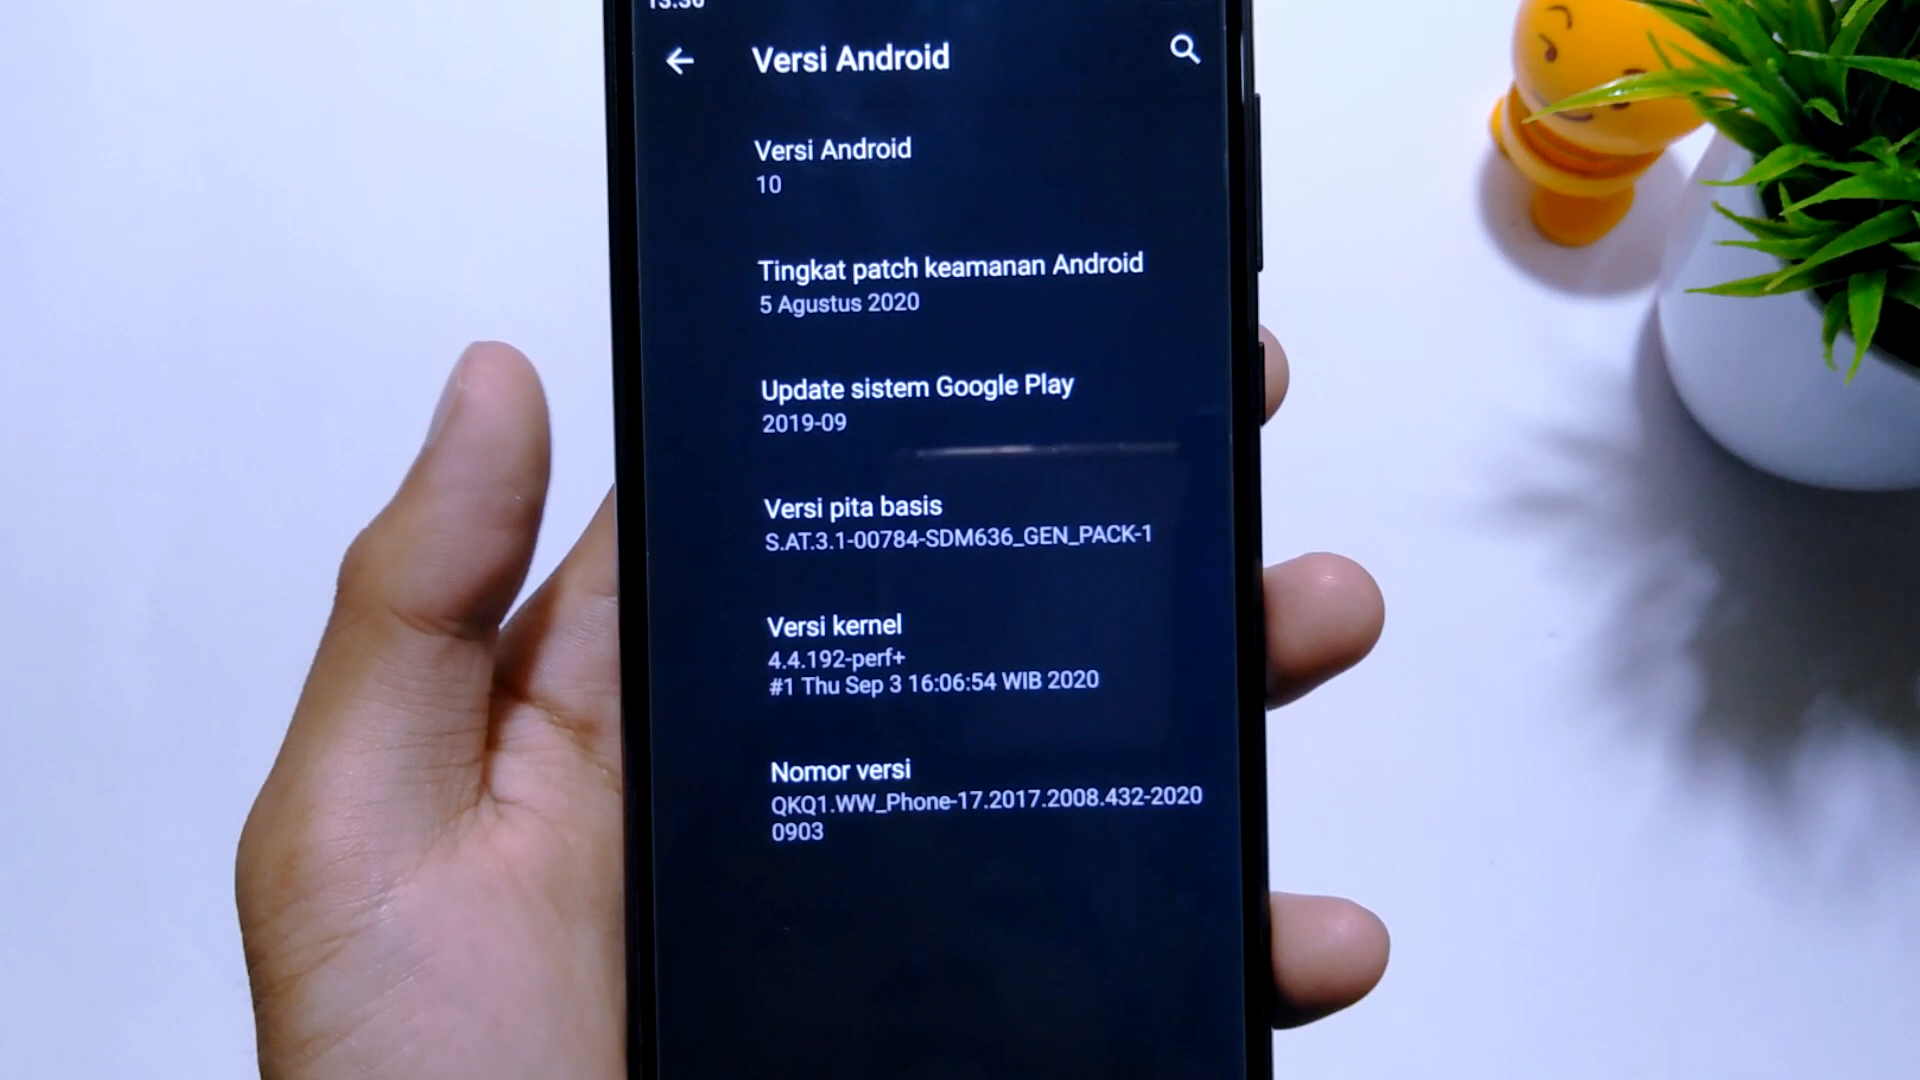 13:36
Versi Android
Versi Android
10
Tingkat patch keamanan Android
5 Agustus 2020
Update sistem Google Play
2019-09
Versi pita basis
S.AT.3.1-00784-SDM636_GEN_PACK-1
Versi kernel
4.4.192-perf+
#1 Thu Sep 3 16:06:54 WIB 2020
Nomor versi
QKQ1.WW_Phone-17.2017.2008.432-2020
0903